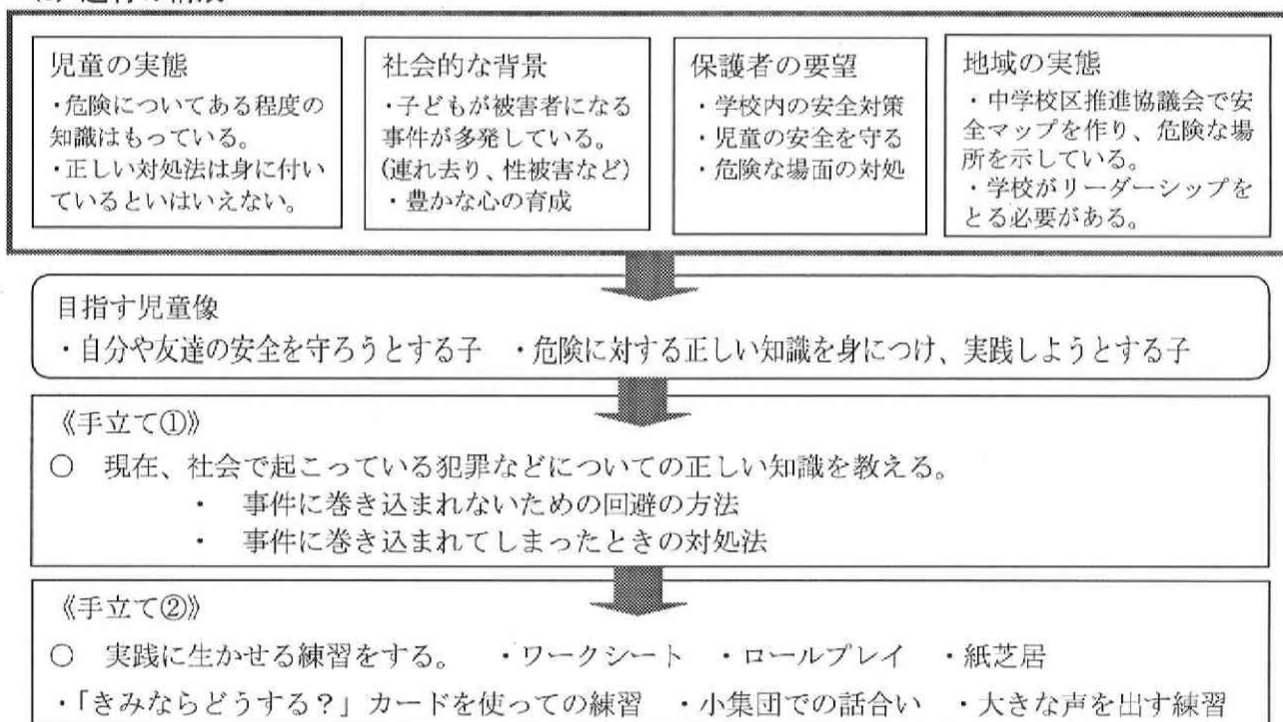 児童の実態
・危険についてある程度の
知識はもっている。
・正しい対処法は身に付い
ているといはいえない。
社会的な背景
・子どもが被害者になる
事件が多発している。
(連れ去り、性被害など)
・豊かな心の育成
保護者の要望
・学校内の安全対策
・児童の安全を守る
・危険な場面の対処
地域の実態
・中学校区推進協議会で安
全マップを作り、危険な場
所を示している。
・学校がリーダーシップを
とる必要がある。
目指す児童像
・自分や友達の安全を守ろうとする子　・危険に対する正しい知識を身につけ、実践しようとする子
《手立て①》
○　現在、社会で起こっている犯罪などについての正しい知識を教える。
・　事件に巻き込まれないための回避の方法
・　事件に巻き込まれてしまったときの対処法
《手立て②》
○　実践に生かせる練習をする。　・ワークシート　・ロールプレイ　・紙芝居
・「きみならどうする？」カードを使っての練習　・小集団での話合い　・大きな声を出す練習